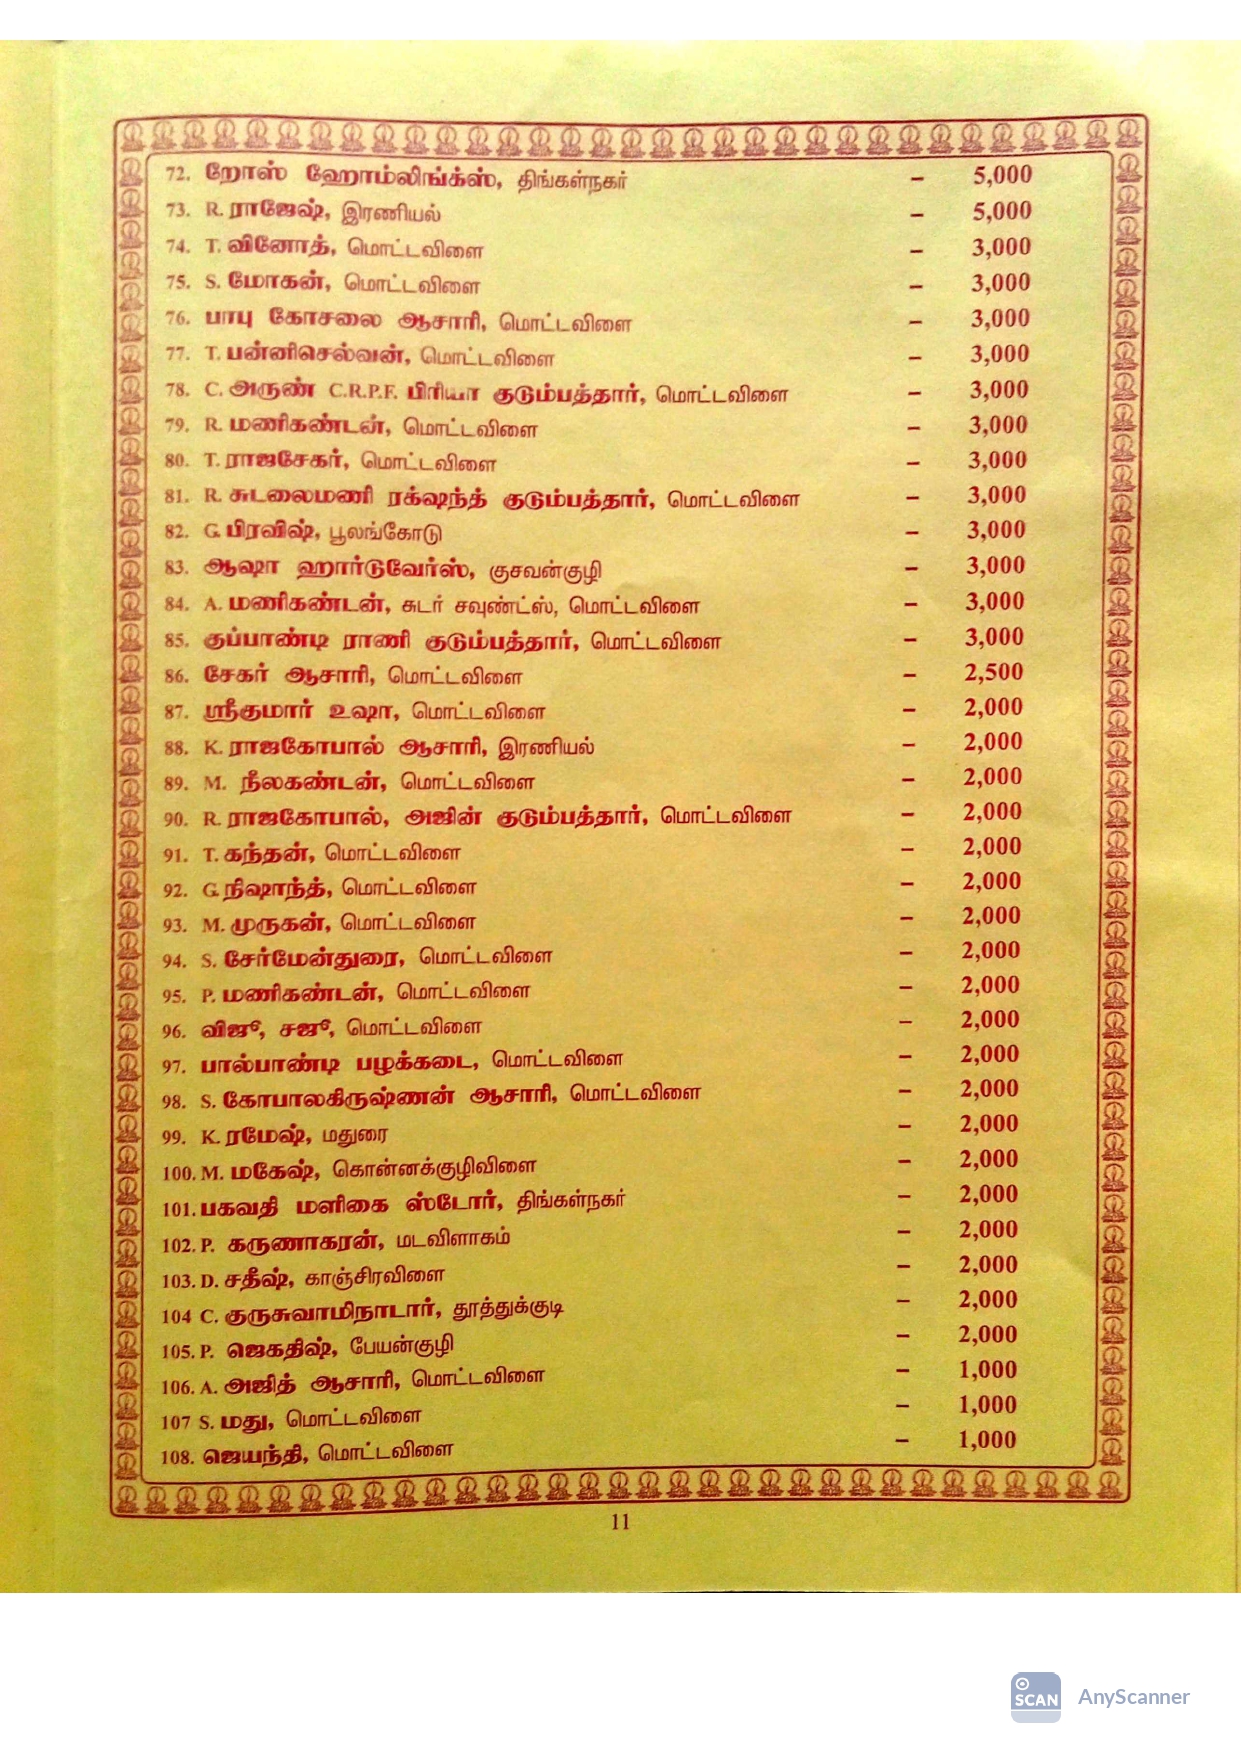 72. றோஸ் ஹோம்லிங்க்ஸ், திங்கள்நகர் – 5,000
73. R. ராஜேஷ், இரணியல் – 5,000
74. T. வினோத், மொட்டவிளை – 3,000
75. S. மோகன், மொட்டவிளை – 3,000
76. பாபு கோசலை ஆசாரி, மொட்டவிளை – 3,000
77. T. பன்னிசெல்வன், மொட்டவிளை – 3,000
78. C. அருண் C.R.P.F. பிரியா குடும்பத்தார், மொட்டவிளை – 3,000
79. R. மணிகண்டன், மொட்டவிளை – 3,000
80. T. ராஜசேகர், மொட்டவிளை – 3,000
81. R. சுடலைமணி ரக்ஷந்த் குடும்பத்தார், மொட்டவிளை – 3,000
82. G. பிரவிஷ், பூலங்கோடு – 3,000
83. ஆஷா ஹார்டுவேர்ஸ், குசவன்குழி – 3,000
84. A. மணிகண்டன், சுடர் சவுண்ட்ஸ், மொட்டவிளை – 3,000
85. குப்பாண்டி ராணி குடும்பத்தார், மொட்டவிளை – 3,000
86. சேகர் ஆசாரி, மொட்டவிளை – 2,500
87. ஸ்ரீகுமார் உஷா, மொட்டவிளை – 2,000
88. K. ராஜகோபால் ஆசாரி, இரணியல் – 2,000
89. M. நீலகண்டன், மொட்டவிளை – 2,000
90. R. ராஜகோபால், அஜின் குடும்பத்தார், மொட்டவிளை – 2,000
91. T. கந்தன், மொட்டவிளை – 2,000
92. G. நிஷாந்த், மொட்டவிளை – 2,000
93. M. முருகன், மொட்டவிளை – 2,000
94. S. சேர்மேன்துரை, மொட்டவிளை – 2,000
95. P. மணிகண்டன், மொட்டவிளை – 2,000
96. விஜூ, சஜூ, மொட்டவிளை – 2,000
97. பால்பாண்டி பழக்கடை, மொட்டவிளை – 2,000
98. S. கோபாலகிருஷ்ணன் ஆசாரி, மொட்டவிளை – 2,000
99. K. ரமேஷ், மதுரை – 2,000
100. M. மகேஷ், கொன்னக்குழிவிளை – 2,000
101. பகவதி மளிகை ஸ்டோர், திங்கள்நகர் – 2,000
102. P. கருணாகரன், மடவிளாகம் – 2,000
103. D. சதீஷ், காஞ்சிரவிளை – 2,000
104 C. குருசுவாமிநாடார், தூத்துக்குடி – 2,000
105. P. ஜெகதிஷ், பேயன்குழி – 2,000
106. A. அஜித் ஆசாரி, மொட்டவிளை – 1,000
107 S. மது, மொட்டவிளை – 1,000
108. ஜெயந்தி, மொட்டவிளை – 1,000
11
SCAN AnyScanner